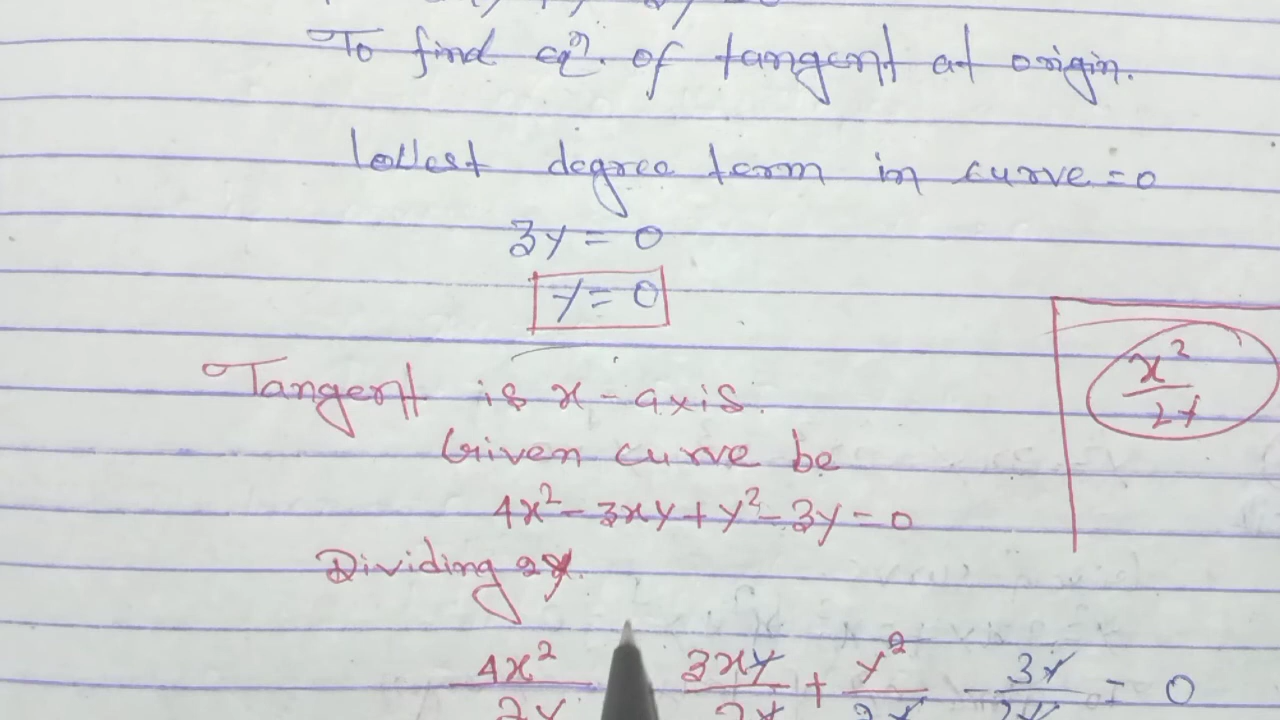 To find eqⁿ. of tangent at origin.
lowest degree term in curve = 0
3y = 0
y = 0
Tangent is x-axis.
x²/2y
Given curve be
4x² - 3xy + y² - 3y = 0
Dividing 2y.
4x²/2y 3xy/2y + y²/2y - 3y/2y = 0